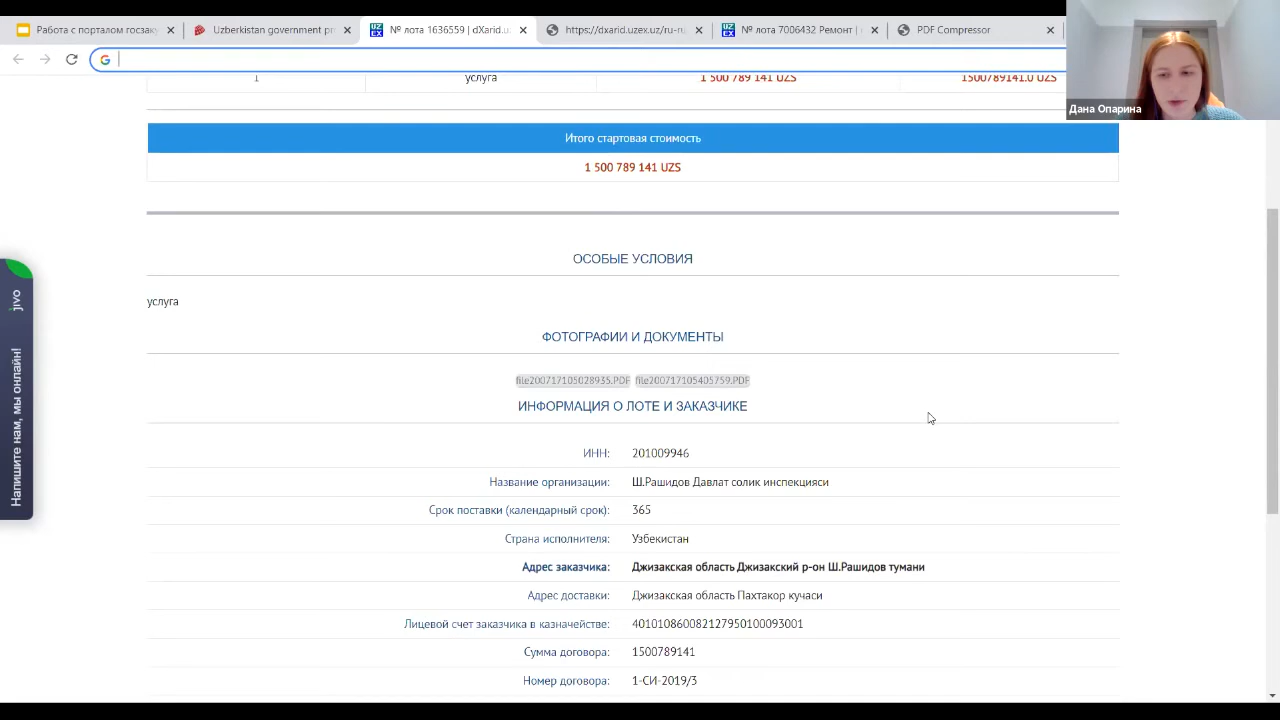 Работа с порталом госзак
Uzberkistan government pr
№ лота 1636559 | dXarid.u
https://dxarid.uzex.uz/ru-ru
№ лота 7006432 Ремонт |
PDF Compressor
1 услуга 1 500 789 141 UZS 1500789141.0 UZS
Дана Опарина
Итого стартовая стоимость
1 500 789 141 UZS
ОСОБЫЕ УСЛОВИЯ
услуга
ФОТОГРАФИИ И ДОКУМЕНТЫ
file200717105028935.PDF file200717105405759.PDF
ИНФОРМАЦИЯ О ЛОТЕ И ЗАКАЗЧИКЕ
ИНН: 201009946
Название организации: Ш.Рашидов Давлат солик инспекцияси
Срок поставки (календарный срок): 365
Страна исполнителя: Узбекистан
Адрес заказчика: Джизакская область Джизакский р-он Ш.Рашидов тумани
Адрес доставки: Джизакская область Пахтакор кучаси
Лицевой счет заказчика в казначействе: 401010860082127950100093001
Сумма договора: 1500789141
Номер договора: 1-СИ-2019/3
jivo
Напишите нам, мы онлайн!